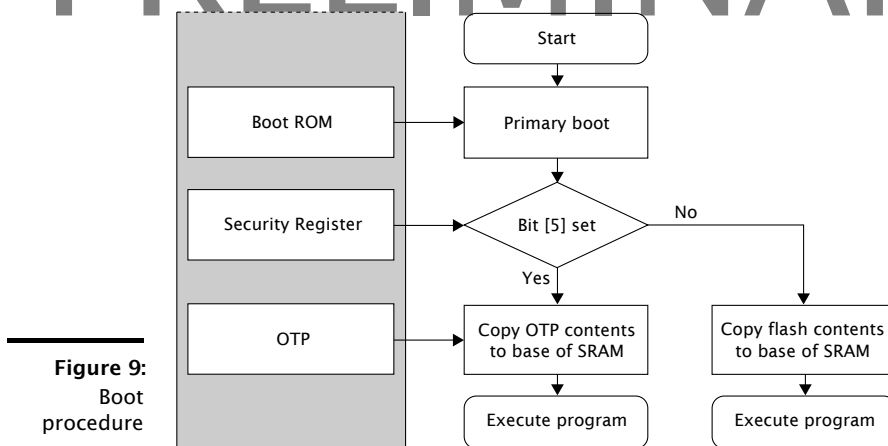 PRELIMINA
Start
Boot ROM
Primary boot
Security Register
Bit [5] set
No
Yes
OTP
Copy OTP contents
to base of SRAM
Copy flash contents
to base of SRAM
Execute program
Execute program
Figure 9:
Boot
procedure